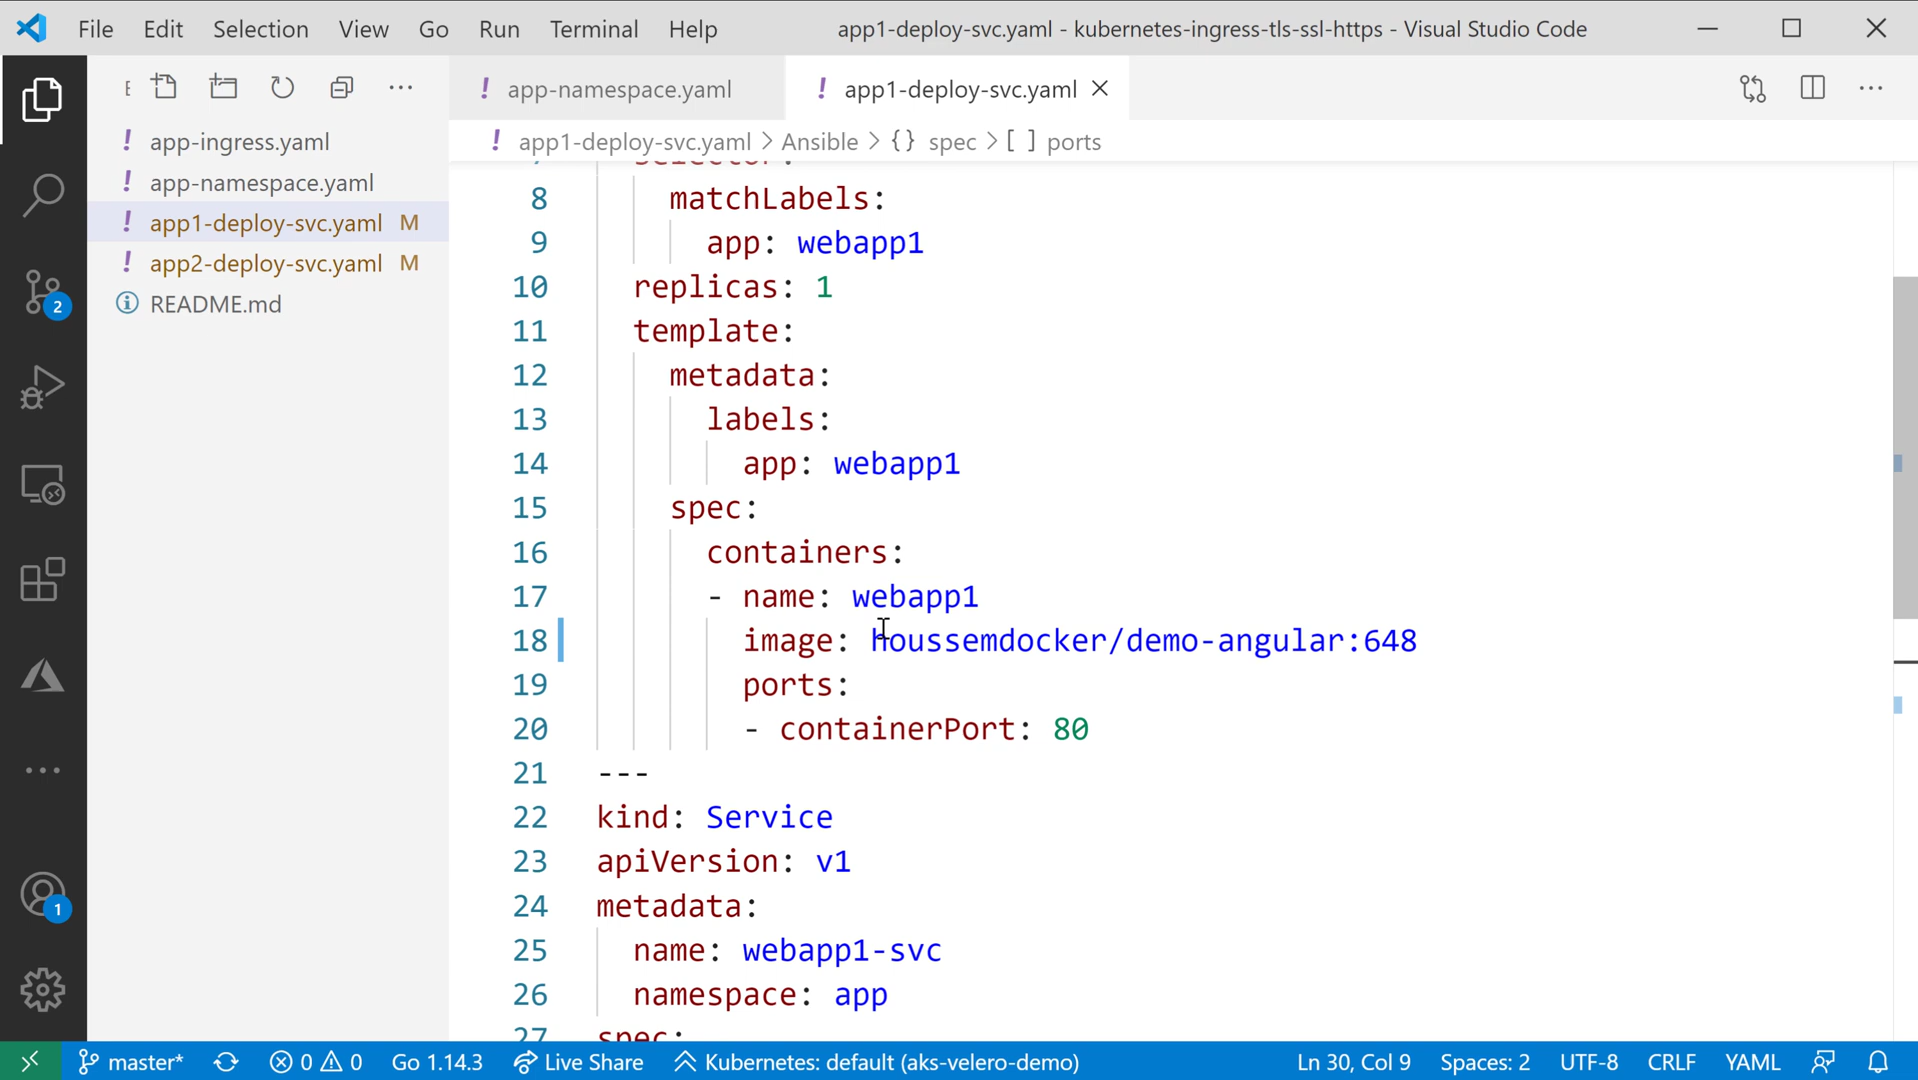 File Edit Selection View Go Run Terminal Help app1-deploy-svc.yaml - kubernetes-ingress-tls-ssl-https - Visual Studio Code
E
! app-namespace.yaml ! app1-deploy-svc.yaml
! app1-deploy-svc.yaml > Ansible > {} spec > [ ] ports
! app-ingress.yaml
! app-namespace.yaml
! app1-deploy-svc.yaml M
! app2-deploy-svc.yaml M
README.md
2
1
7 selector:
8 matchLabels:
9 app: webapp1
10 replicas: 1
11 template:
12 metadata:
13 labels:
14 app: webapp1
15 spec:
16 containers:
17 - name: webapp1
18 image: houssemdocker/demo-angular:648
19 ports:
20 - containerPort: 80
21 ---
22 kind: Service
23 apiVersion: v1
24 metadata:
25 name: webapp1-svc
26 namespace: app
27 spec:
master* 0 0 Go 1.14.3 Live Share Kubernetes: default (aks-velero-demo) Ln 30, Col 9 Spaces: 2 UTF-8 CRLF YAML